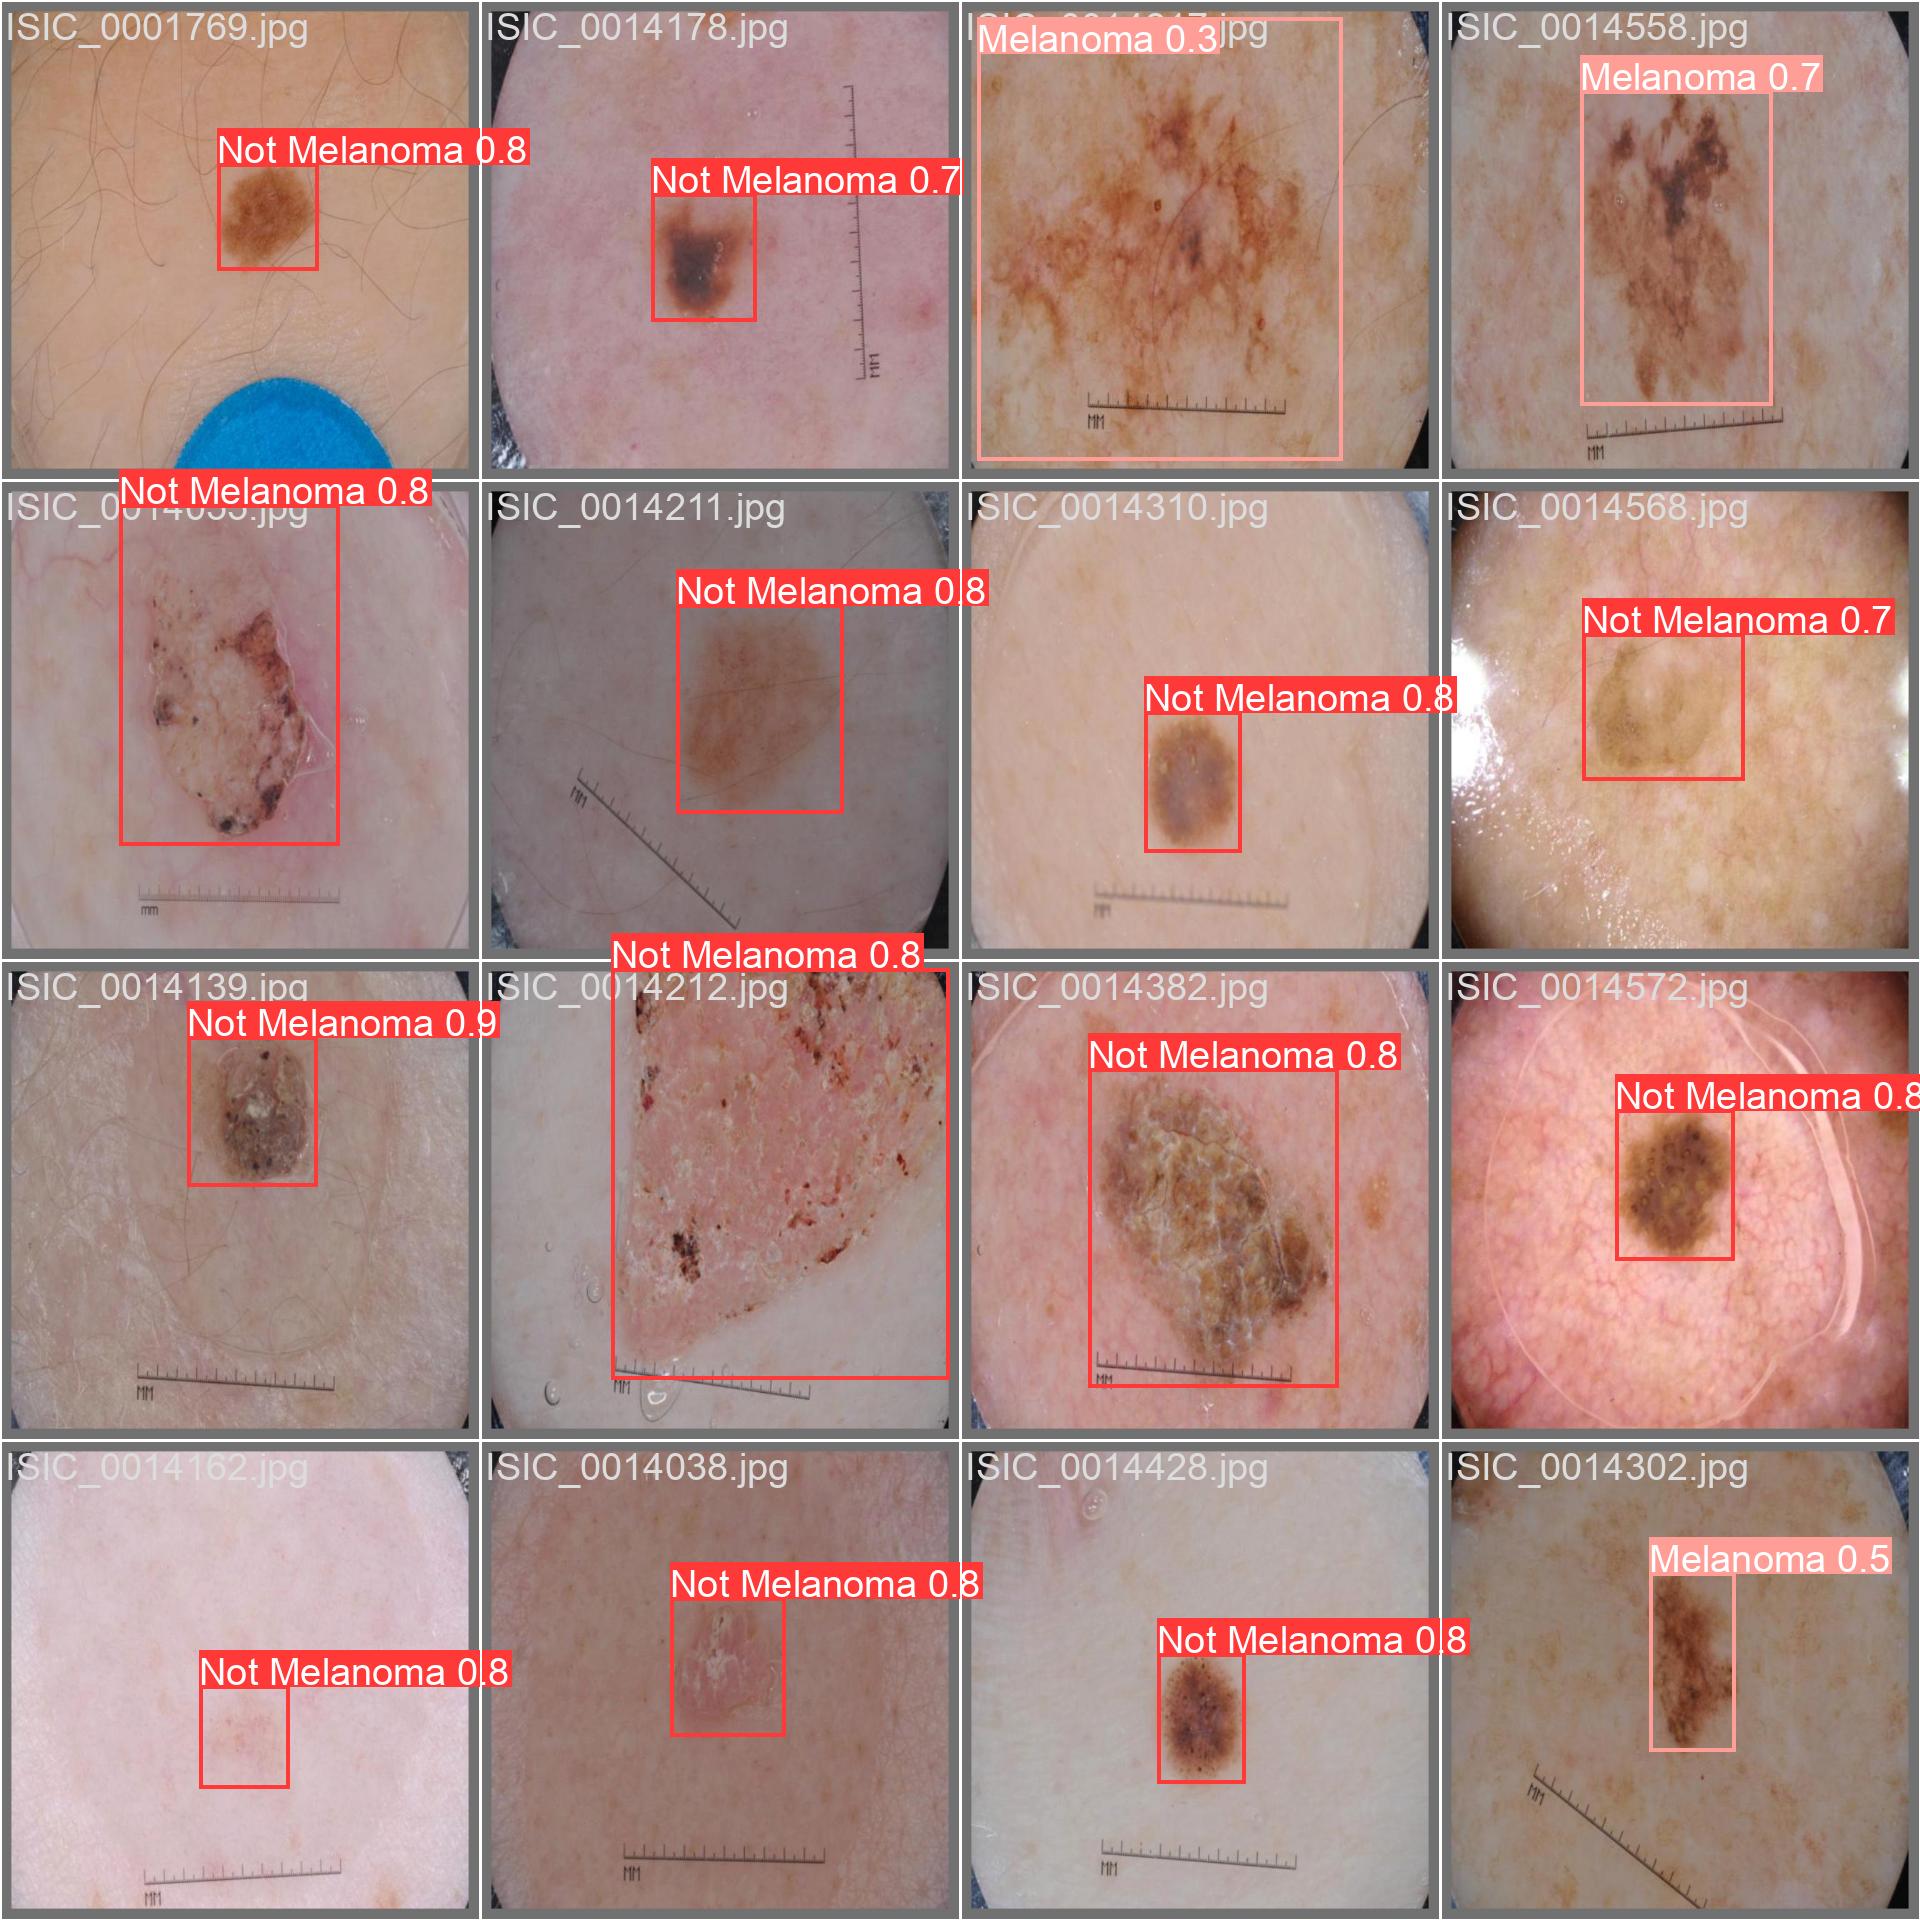 ISIC_0001769.jpg
Not Melanoma 0.8
ISIC_0014178.jpg
Not Melanoma 0.7
MM
jpg
Melanoma 0.3
MM
ISIC_0014558.jpg
Melanoma 0.7
MM
Not Melanoma 0.8
mm
ISIC_0014211.jpg
Not Melanoma 0.8
MM
ISIC_0014310.jpg
Not Melanoma 0.8
MM
ISIC_0014568.jpg
Not Melanoma 0.7
ISIC_0014139.jpg
Not Melanoma 0.9
MM
Not Melanoma 0.8
ISIC_0014212.jpg
MM
ISIC_0014382.jpg
Not Melanoma 0.8
MM
ISIC_0014572.jpg
Not Melanoma 0.8
ISIC_0014162.jpg
Not Melanoma 0.8
MM
ISIC_0014038.jpg
Not Melanoma 0.8
MM
ISIC_0014428.jpg
Not Melanoma 0.8
MM
ISIC_0014302.jpg
Melanoma 0.5
MM